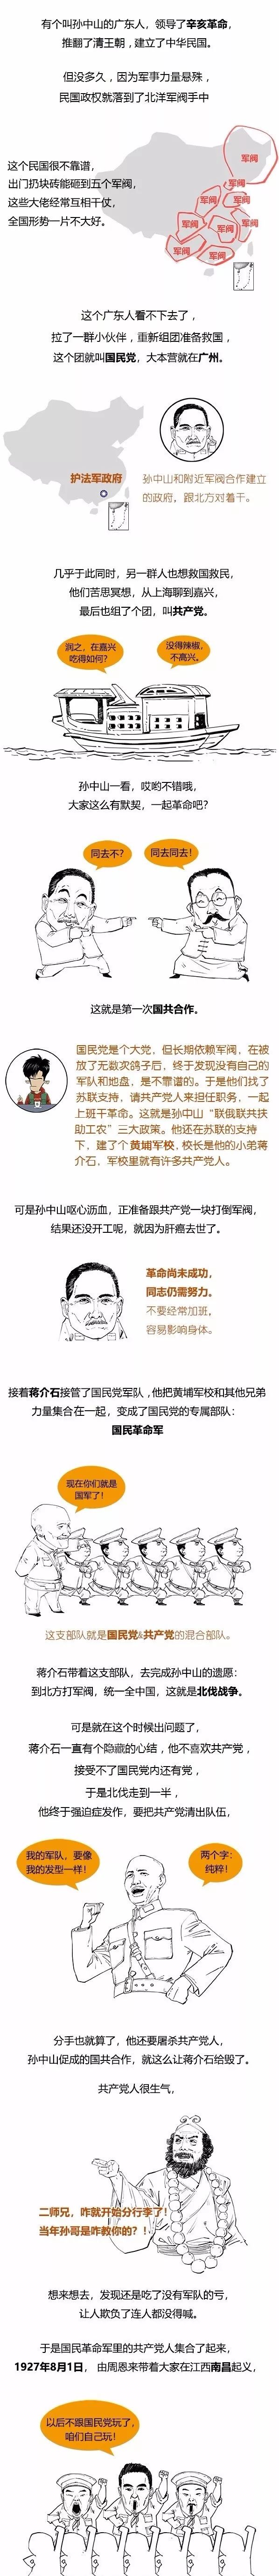 有个叫孙中山的广东人，领导了辛亥革命，
推翻了清王朝，建立了中华民国。
但没多久，因为军事力量悬殊，
民国政权就落到了北洋军阀手中
军阀
军阀
军阀
军阀
军阀
军阀
军阀
军阀
军阀
这个民国很不靠谱，
出门扔块砖能砸到五个军阀，
这些大佬经常互相干仗，
全国形势一片不大好。
这个广东人看不下去了，
拉了一群小伙伴，重新组团准备救国，
这个团就叫国民党，大本营就在广州。
护法军政府
孙中山和附近军阀合作建立
的政府，跟北方对着干。
几乎于此同时，另一群人也想救国救民，
他们苦思冥想，从上海聊到嘉兴，
最后也组了个团，叫共产党。
润之，在嘉兴
吃得如何？
没得辣椒，
不高兴。
孙中山一看，哎哟不错哦，
大家这么有默契，一起革命吧？
同去不？
同去同去！
这就是第一次国共合作。
国民党是个大党，但长期依赖军阀，在被
放了无数次鸽子后，终于发现没有自己的
军队和地盘，是不靠谱的。于是他们找了
苏联支持，请共产党人来担任职务，一起
上班干革命。这就是孙中山“联俄联共扶
助工农”三大政策。他还在苏联的支持
下，建了个黄埔军校，校长是他的小弟蒋
介石，军校里就有许多共产党人。
可是孙中山呕心沥血，正准备跟共产党一块打倒军阀，
结果还没开工呢，就因为肝癌去世了。
革命尚未成功，
同志仍需努力。
不要经常加班，
容易影响身体。
接着蒋介石接管了国民党军队，他把黄埔军校和其他兄弟
力量集合在一起，变成了国民党的专属部队：
国民革命军
现在你们就是
国军了！
这支部队就是国民党&共产党的混合部队。
蒋介石带着这支部队，去完成孙中山的遗愿：
到北方打军阀，统一全中国，这就是北伐战争。
可是就在这个时候出问题了，
蒋介石一直有个隐藏的心结，他不喜欢共产党，
接受不了国民党内还有党，
于是北伐走到一半，
他终于强迫症发作，要把共产党清出队伍，
我的军队，要像
我的发型一样！
两个字：
纯粹！
分手也就算了，他还要屠杀共产党人，
孙中山促成的国共合作，就这么让蒋介石给毁了。
共产党人很生气，
二师兄，咋就开始分行李了！
当年孙哥是咋教你的？！
想来想去，发现还是吃了没有军队的亏，
让人欺负了连人都没得喊。
于是国民革命军里的共产党人集合了起来，
1927年8月1日，由周恩来带着大家在江西南昌起义，
以后不跟国民党玩了，
咱们自己玩！